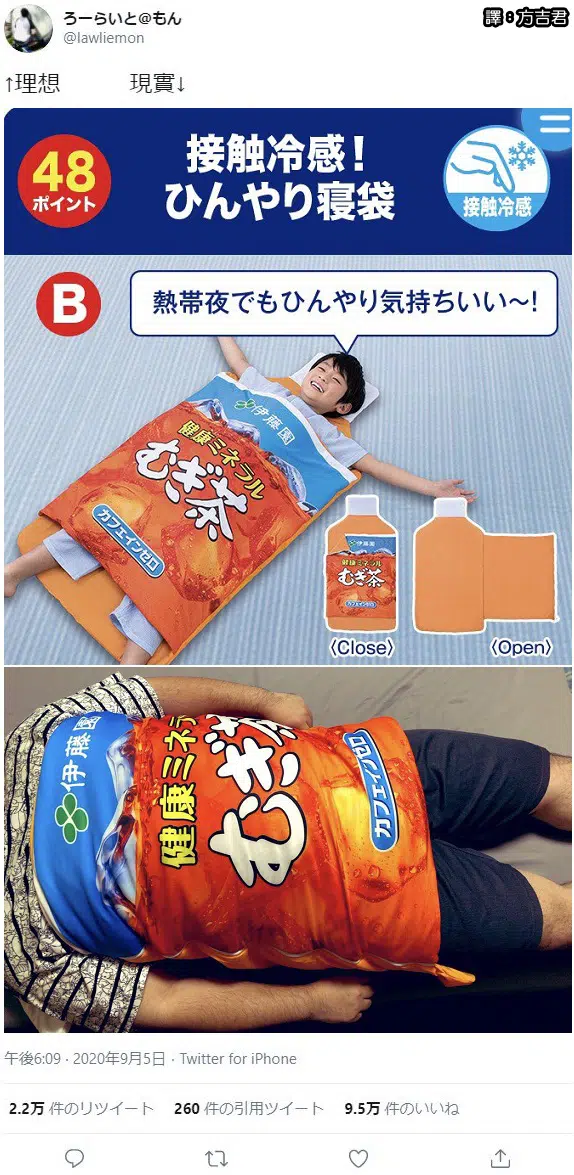 ろーらいと@もん
@lawliemon
譯:方吉君
↑理想 現實↓
48
ポイント
接触冷感！
ひんやり寝袋
接触冷感
B
熱帯夜でもひんやり気持ちいい〜！
伊藤園
健康ミネラル
むぎ茶
カフェインゼロ
伊藤園
健康ミネラル
むぎ茶
カフェインゼロ
〈Close〉
〈Open〉
伊藤園
健康ミネラ
むぎ茶
カフェインゼロ
午後6:09 · 2020年9月5日 · Twitter for iPhone
2.2万 件のリツイート 260 件の引用ツイート 9.5万 件のいいね